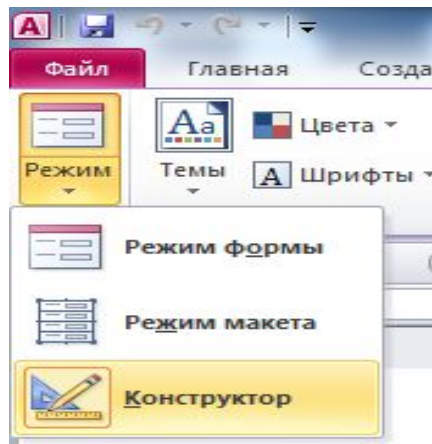 A
Файл Главная Созда
Aa Цвета
Режим Темы A Шрифты
Режим формы
Режим макета
Конструктор